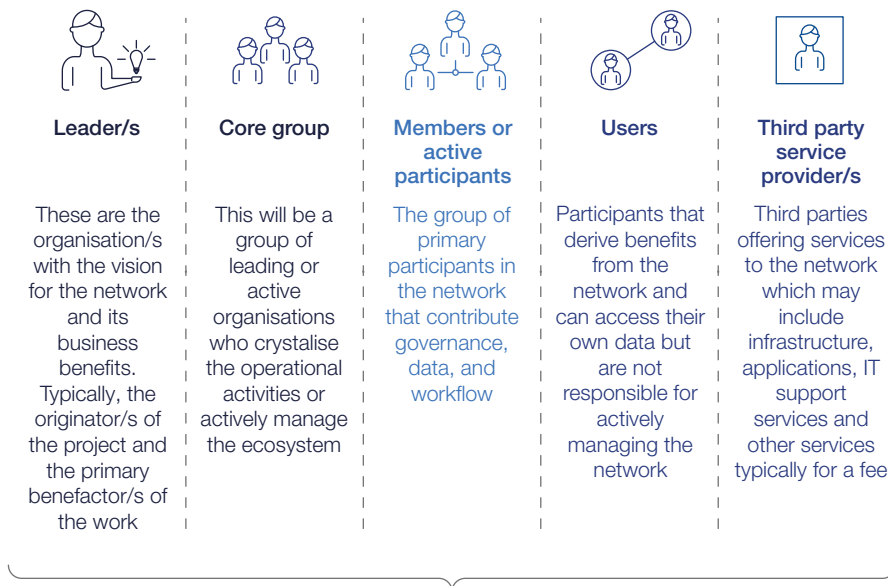 Leader/s
These are the
organisation/s
with the vision
for the network
and its
business
benefits.
Typically, the
originator/s of
the project and
the primary
benefactor/s of
the work
Core group
This will be a
group of
leading or
active
organisations
who crystalise
the operational
activities or
actively manage
the ecosystem
Members or
active
participants
The group of
primary
participants in
the network
that contribute
governance,
data, and
workflow
Users
Participants that
derive benefits
from the
network and
can access their
own data but
are not
responsible for
actively
managing the
network
Third party
service
provider/s
Third parties
offering services
to the network
which may
include
infrastructure,
applications, IT
support
services and
other services
typically for a fee